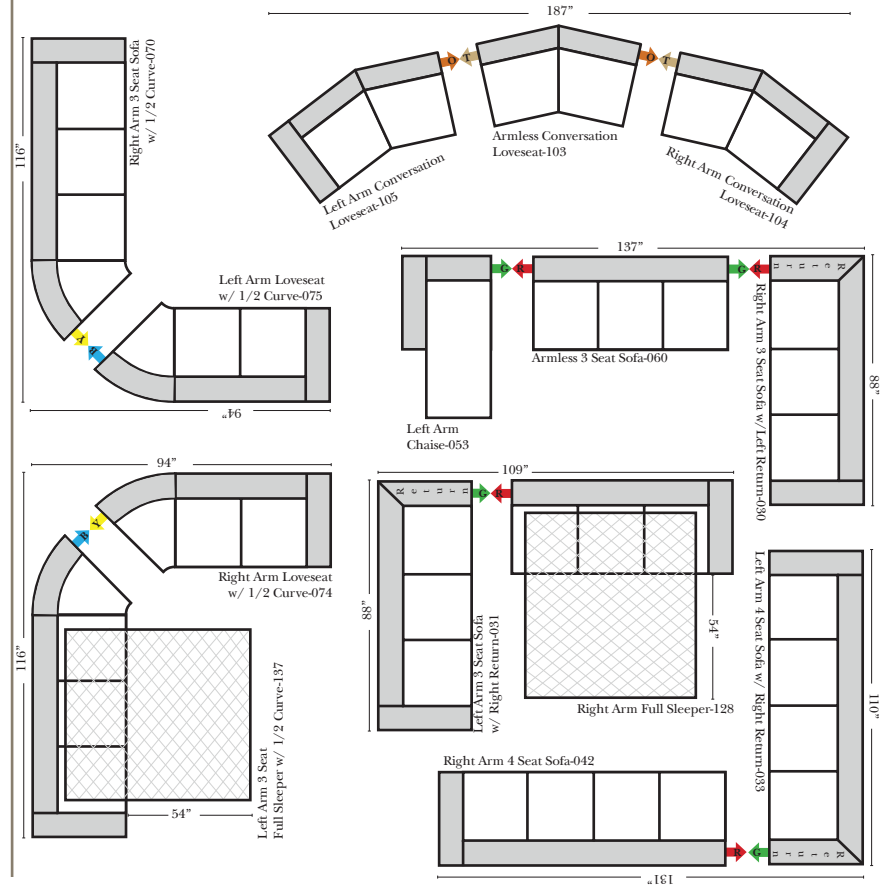 187”
116”
Right Arm 3 Seat Sofa
w/ 1/2 Curve-070
O
T
O
T
Left Arm Conversation
Loveseat-105
Armless Conversation
Loveseat-103
Right Arm Conversation
Loveseat-104
Left Arm Loveseat
w/ 1/2 Curve-075
Y
B
94”
137”
G
R
G
R
Return
Left Arm
Chaise-053
Armless 3 Seat Sofa-060
Right Arm 3 Seat Sofa w/Left Return-030
88”
94”
B
Y
Right Arm Loveseat
w/ 1/2 Curve-074
116”
54”
Left Arm 3 Seat
Full Sleeper w/ 1/2 Curve-137
109”
Return
G
R
88”
Left Arm 3 Seat Sofa
w/ Right Return-031
54”
Right Arm Full Sleeper-128
Left Arm 4 Seat Sofa w/ Right Return-033
110”
Right Arm 4 Seat Sofa-042
R
G
Return
131”